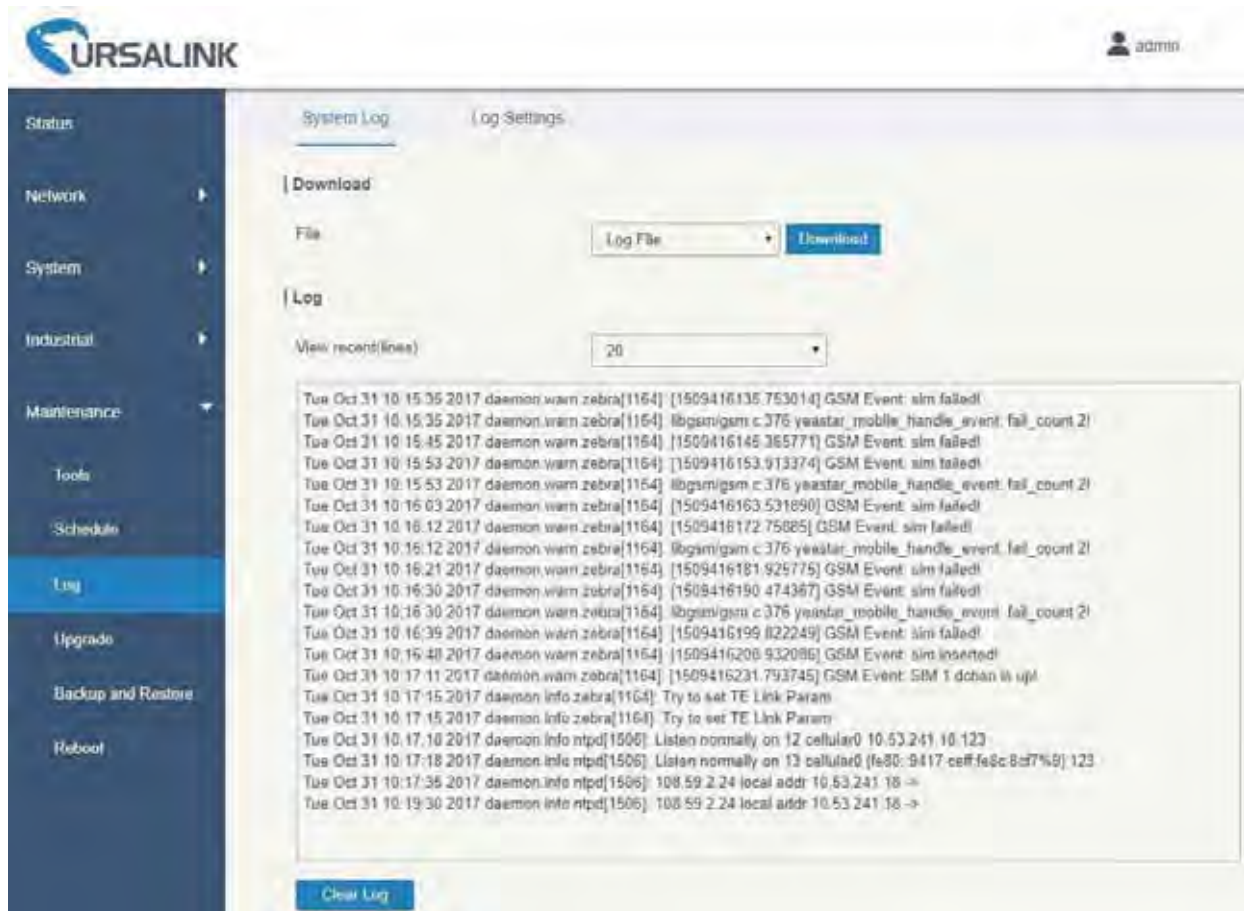 URSALINK
admin
Status
Network
System
Industrial
Maintenance
Tools
Schedule
Log
Upgrade
Backup and Restore
Reboot
System Log Log Settings
Download
File Log File Download
Log
View recent(lines) 20
Tue Oct 31 10:15:35 2017 daemon.warn zebra[1164]: [1509416135.753014] GSM Event: sim failed!
Tue Oct 31 10:15:35 2017 daemon.warn zebra[1164]: libgsm/gsm.c:376 yeastar_mobile_handle_event: fail_count 2!
Tue Oct 31 10:15:45 2017 daemon.warn zebra[1164]: [1509416145.365771] GSM Event: sim failed!
Tue Oct 31 10:15:53 2017 daemon.warn zebra[1164]: [1509416153.913374] GSM Event: sim failed!
Tue Oct 31 10:15:53 2017 daemon.warn zebra[1164]: libgsm/gsm.c:376 yeastar_mobile_handle_event: fail_count 2!
Tue Oct 31 10:16:03 2017 daemon.warn zebra[1164]: [1509416163.531890] GSM Event: sim failed!
Tue Oct 31 10:16:12 2017 daemon.warn zebra[1164]: [1509416172.75885] GSM Event: sim failed!
Tue Oct 31 10:16:12 2017 daemon.warn zebra[1164]: libgsm/gsm.c:376 yeastar_mobile_handle_event: fail_count 2!
Tue Oct 31 10:16:21 2017 daemon.warn zebra[1164]: [1509416181.925775] GSM Event: sim failed!
Tue Oct 31 10:16:30 2017 daemon.warn zebra[1164]: [1509416190.474367] GSM Event: sim failed!
Tue Oct 31 10:16:30 2017 daemon.warn zebra[1164]: libgsm/gsm.c:376 yeastar_mobile_handle_event: fail_count 2!
Tue Oct 31 10:16:39 2017 daemon.warn zebra[1164]: [1509416199.822249] GSM Event: sim failed!
Tue Oct 31 10:16:48 2017 daemon.warn zebra[1164]: [1509416208.932086] GSM Event: sim inserted!
Tue Oct 31 10:17:11 2017 daemon.warn zebra[1164]: [1509416231.793745] GSM Event: SIM 1 is up!
Tue Oct 31 10:17:15 2017 daemon.info zebra[1164]: Try to set TE Link Param
Tue Oct 31 10:17:15 2017 daemon.info zebra[1164]: Try to set TE Link Param
Tue Oct 31 10:17:18 2017 daemon.info ntpd[1506]: Listen normally on 12 cellular0 10.53.241.18:123
Tue Oct 31 10:17:18 2017 daemon.info ntpd[1506]: Listen normally on 13 cellular0 [fe80::9417:ceff:fe8c:8cf7%9]:123
Tue Oct 31 10:17:35 2017 daemon.info ntpd[1506]: 108.59.2.24 local addr 10.53.241.18 ->
Tue Oct 31 10:19:30 2017 daemon.info ntpd[1506]: 108.59.2.24 local addr 10.53.241.18 ->
Clear Log